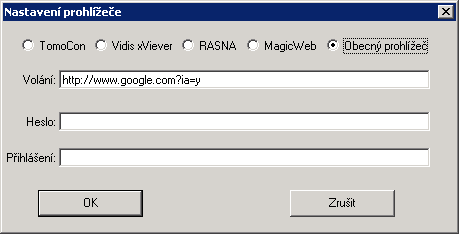 Nastavení prohlížeče
TomoCon Vidis xViever RASNA MagicWeb Obecný prohlížeč
Volání: http://www.google.com?ia=y
Heslo:
Přihlášení:
OK Zrušit